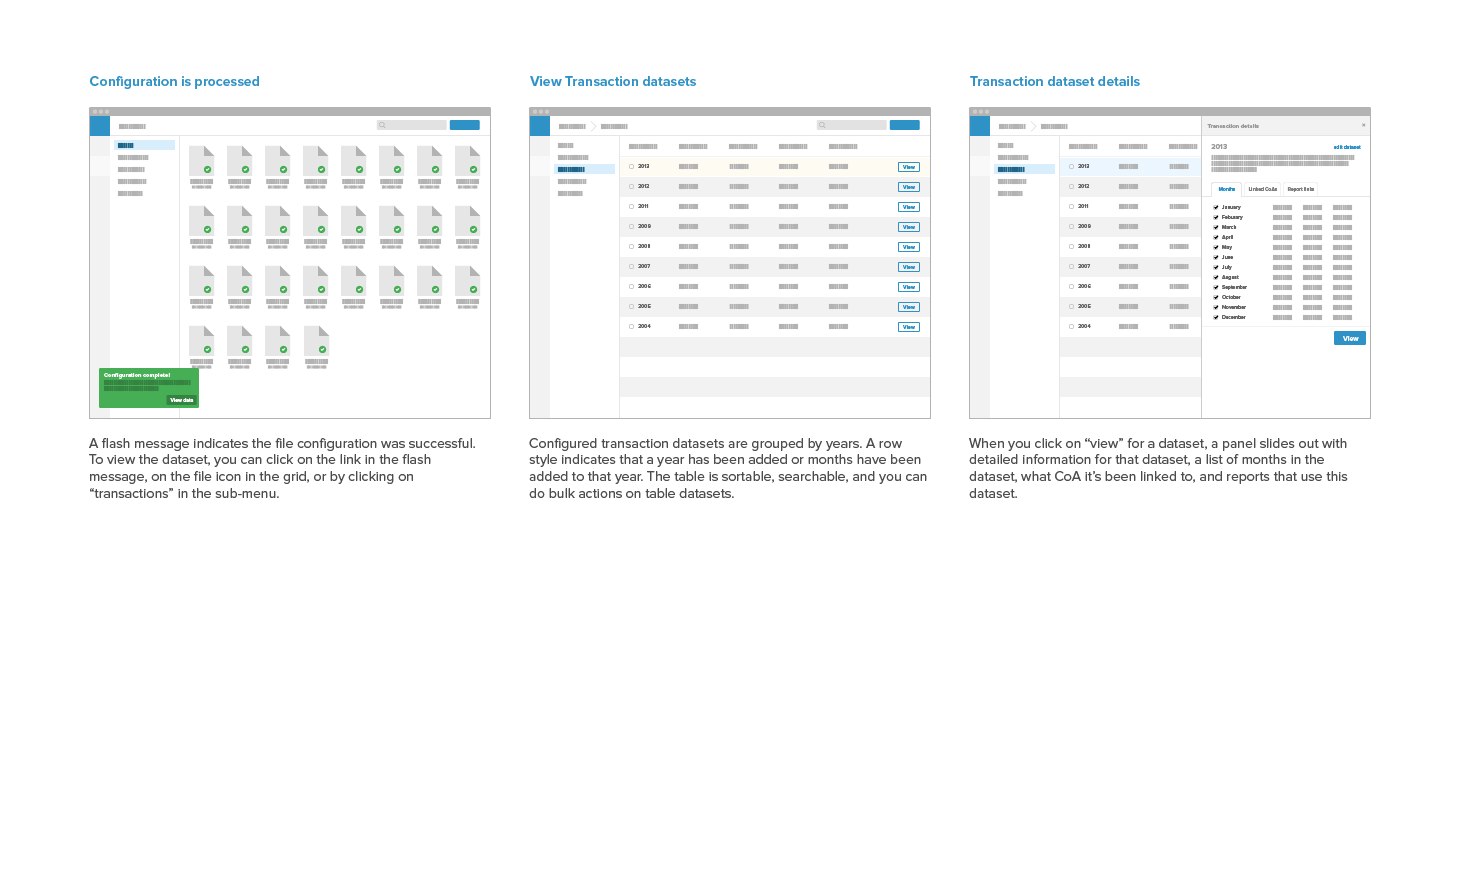 Configuration is processed
Configuration complete!
View data
A flash message indicates the file configuration was successful.
To view the dataset, you can click on the link in the flash
message, on the file icon in the grid, or by clicking on
“transactions” in the sub-menu.
View Transaction datasets
2013 View
2012 View
2011 View
2009 View
2008 View
2007 View
2006 View
2005 View
2004 View
Configured transaction datasets are grouped by years. A row
style indicates that a year has been added or months have been
added to that year. The table is sortable, searchable, and you can
do bulk actions on table datasets.
Transaction dataset details
2013
2012
2011
2009
2008
2007
2006
2005
2004
Transaction details ×
2013 edit dataset
Months Linked CoAs Report lists
January
February
March
April
May
June
July
August
September
October
November
December
View
When you click on “view” for a dataset, a panel slides out with
detailed information for that dataset, a list of months in the
dataset, what CoA it’s been linked to, and reports that use this
dataset.